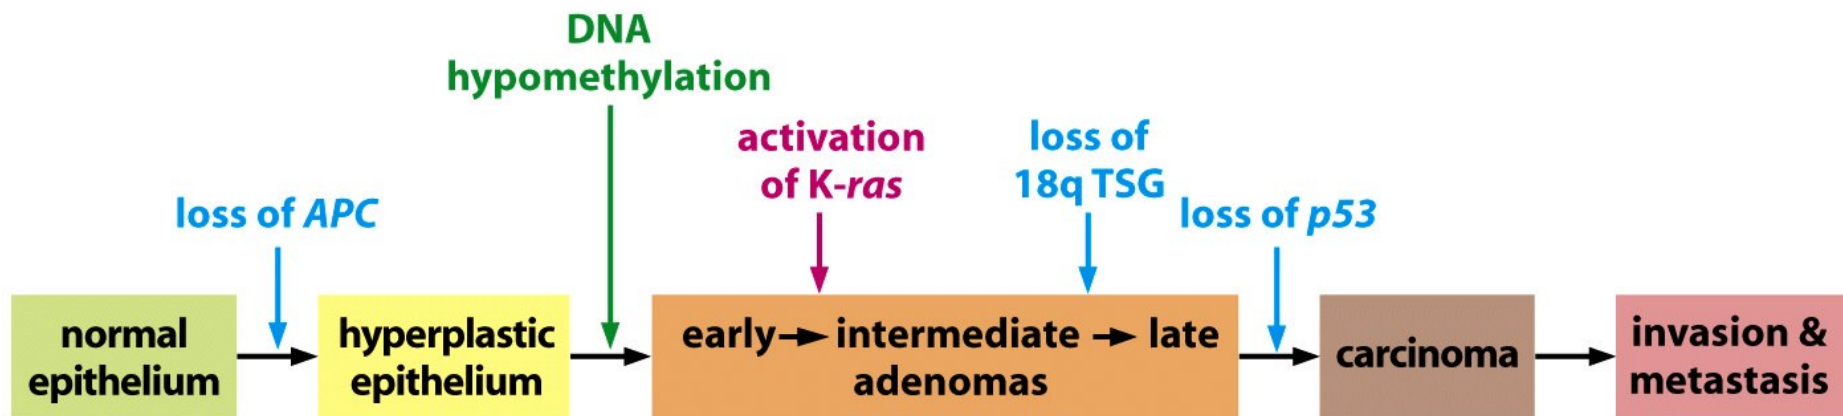 DNA
hypomethylation
activation
of K-ras
loss of
18q TSG
loss of APC
loss of p53
normal
epithelium
hyperplastic
epithelium
early → intermediate → late
adenomas
carcinoma
invasion &
metastasis